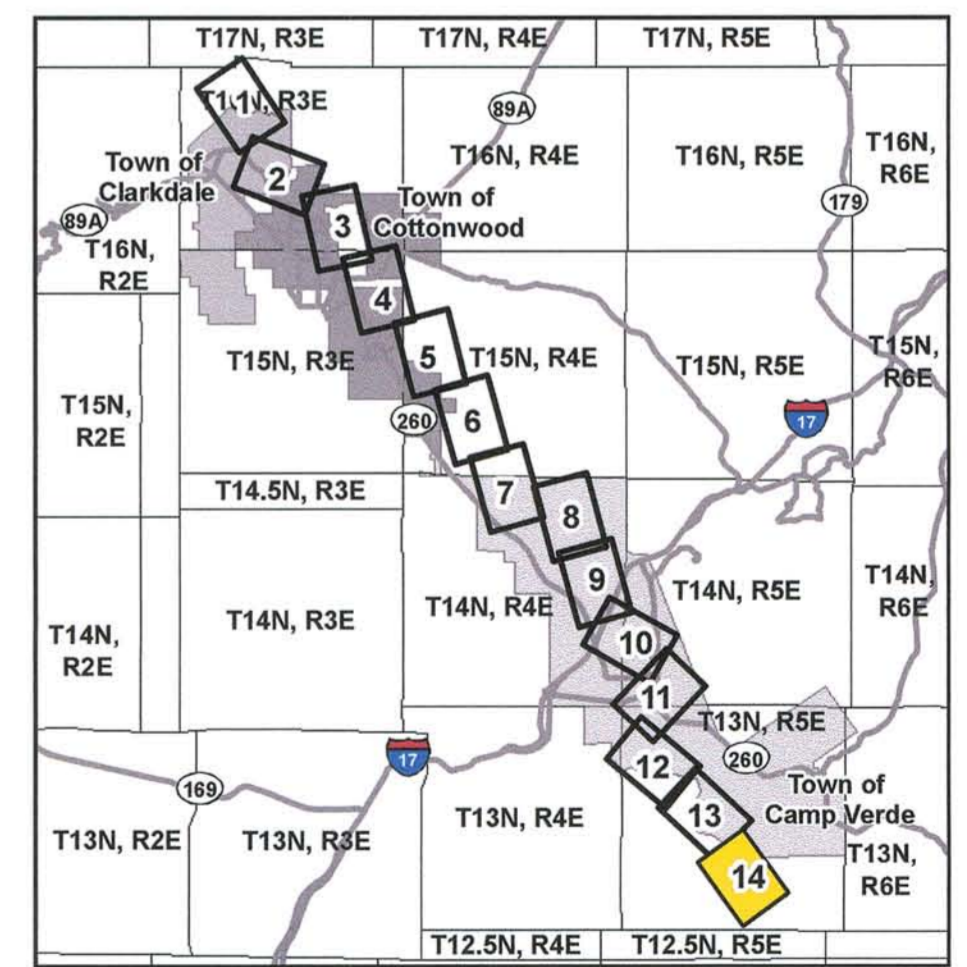 T17N, R3E
T17N, R4E
T17N, R5E
1
R3E
89A
T16N, R4E
T16N, R5E
T16N,
R6E
Town of
Clarkdale
2
Town of
Cottonwood
3
179
89A
T16N,
R2E
4
T15N, R3E
5
T15N, R4E
T15N, R5E
T15N,
R6E
T15N,
R2E
260
6
17
T14.5N, R3E
7
8
9
T14N, R3E
T14N, R4E
T14N, R5E
T14N,
R6E
T14N,
R2E
10
11
T13N, R5E
12
260
17
169
Town of
Camp Verde
13
T13N, R2E
T13N, R3E
T13N, R4E
T13N,
R6E
14
T12.5N, R4E
T12.5N, R5E